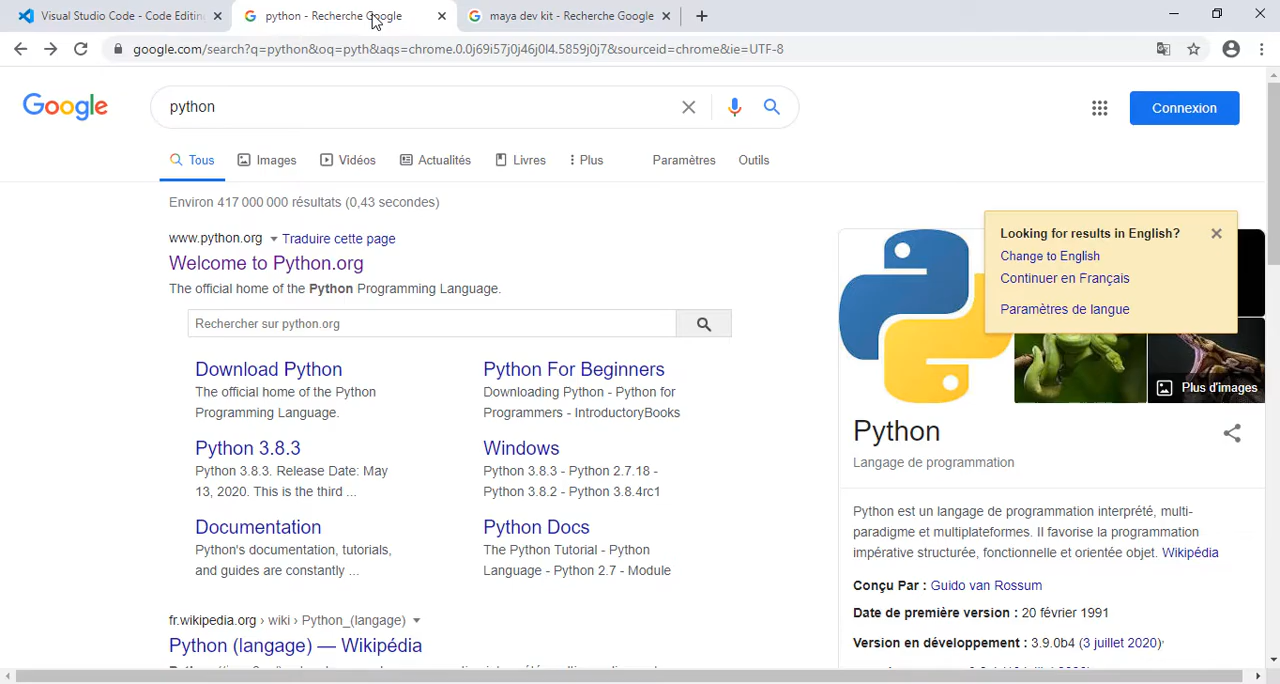 Visual Studio Code - Code Editin
python - Recherche Google
maya dev kit - Recherche Google
google.com/search?q=python&oq=pyth&aqs=chrome.0.0j69i57j0j46j0l4.5859j0j7&sourceid=chrome&ie=UTF-8
Google
python
Connexion
Tous
Images
Vidéos
Actualités
Livres
Plus
Paramètres
Outils
Environ 417 000 000 résultats (0,43 secondes)
www.python.org
Traduire cette page
Welcome to Python.org
The official home of the Python Programming Language.
Rechercher sur python.org
Download Python
The official home of the Python
Programming Language.
Python For Beginners
Downloading Python - Python for
Programmers - IntroductoryBooks
Python 3.8.3
Python 3.8.3. Release Date: May
13, 2020. This is the third ...
Windows
Python 3.8.3 - Python 2.7.18 -
Python 3.8.2 - Python 3.8.4rc1
Documentation
Python's documentation, tutorials,
and guides are constantly ...
Python Docs
The Python Tutorial - Python
Language - Python 2.7 - Module
fr.wikipedia.org › wiki › Python_(langage)
Python (langage) — Wikipédia
Looking for results in English?
Change to English
Continuer en Français
Paramètres de langue
Plus d'images
Python
Langage de programmation
Python est un langage de programmation interprété, multi-
paradigme et multiplateformes. Il favorise la programmation
impérative structurée, fonctionnelle et orientée objet. Wikipédia
Conçu Par : Guido van Rossum
Date de première version : 20 février 1991
Version en développement : 3.9.0b4 (3 juillet 2020)